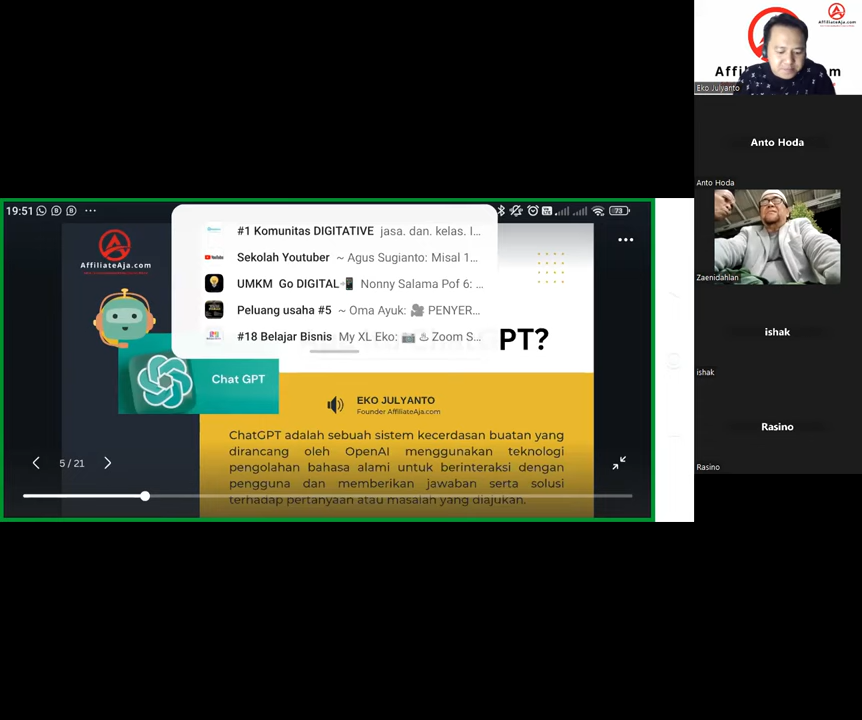 19:51
73
#1 Komunitas DIGITATIVE jasa. dan. kelas. I...
Sekolah Youtuber ~ Agus Sugianto: Misal 1...
UMKM Go DIGITAL📲 Nonny Salama Pof 6: ...
Peluang usaha #5 ~ Oma Ayuk: 🎥 PENYER...
#18 Belajar Bisnis My XL Eko: 📷 ♨ Zoom S...
AffiliateAja.com
PT?
Chat GPT
EKO JULYANTO
Founder AffiliateAja.com
ChatGPT adalah sebuah sistem kecerdasan buatan yang
dirancang oleh OpenAI menggunakan teknologi
pengolahan bahasa alami untuk berinteraksi dengan
pengguna dan memberikan jawaban serta solusi
terhadap pertanyaan atau masalah yang diajukan.
5 / 21
AffiliateAja.com
Affi
m
Eko Julyanto
Anto Hoda
Anto Hoda
Zaenidahlan
ishak
ishak
Rasino
Rasino